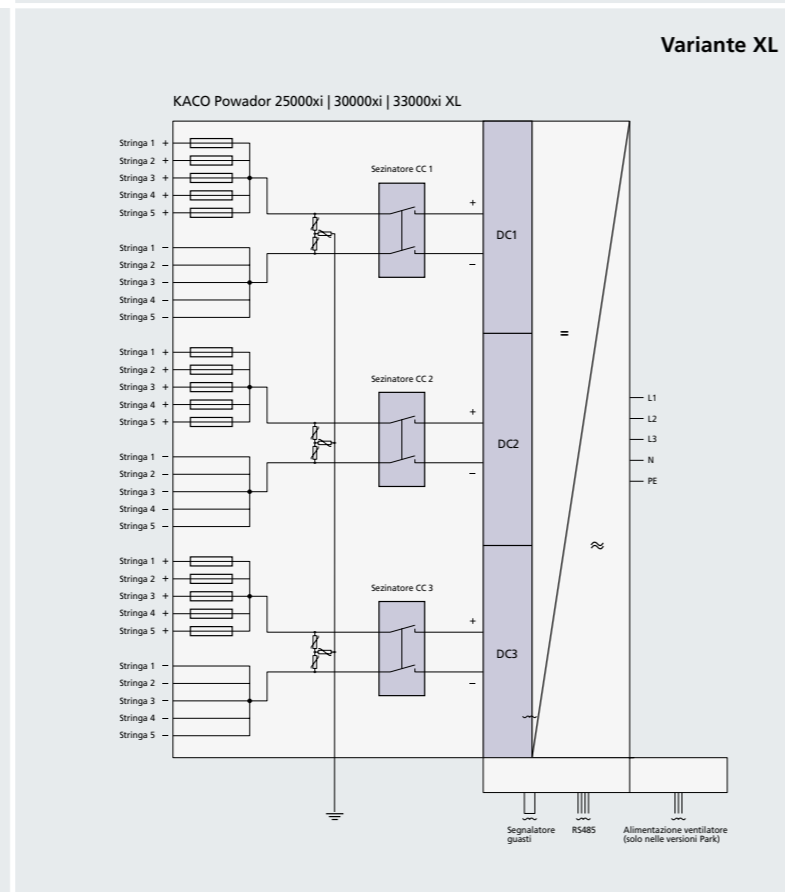 Variante XL
KACO Powador 25000xi | 30000xi | 33000xi XL
Stringa 1 +
Stringa 2 +
Stringa 3 +
Stringa 4 +
Stringa 5 +
Stringa 1 –
Stringa 2 –
Stringa 3 –
Stringa 4 –
Stringa 5 –
Sezinatore CC 1
+
–
DC1
=
Stringa 1 +
Stringa 2 +
Stringa 3 +
Stringa 4 +
Stringa 5 +
Stringa 1 –
Stringa 2 –
Stringa 3 –
Stringa 4 –
Stringa 5 –
Sezinatore CC 2
+
–
DC2
L1
L2
L3
N
PE
≈
Stringa 1 +
Stringa 2 +
Stringa 3 +
Stringa 4 +
Stringa 5 +
Stringa 1 –
Stringa 2 –
Stringa 3 –
Stringa 4 –
Stringa 5 –
Sezinatore CC 3
+
–
DC3
Segnalatore
guasti
RS485
Alimentazione ventilatore
(solo nelle versioni Park)